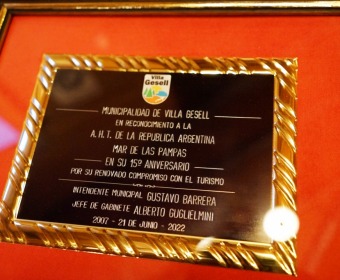 Villa
Gesell
MUNICIPALIDAD DE VILLA GESELL
EN RECONOCIMIENTO A LA
A.H.T. DE LA REPUBLICA ARGENTINA
MAR DE LAS PAMPAS
EN SU 15º ANIVERSARIO
POR SU RENOVADO COMPROMISO CON EL TURISMO
INTENDENTE MUNICIPAL GUSTAVO BARRERA
JEFE DE GABINETE ALBERTO GUGLIELMINI
2007 - 21 DE JUNIO - 2022